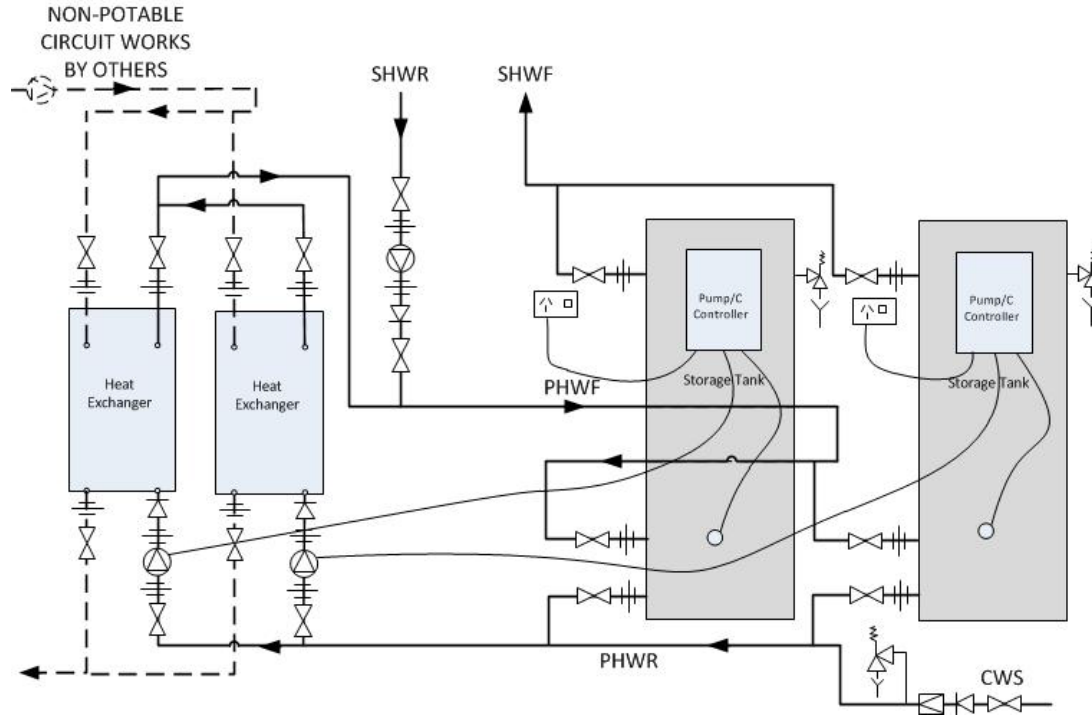 NON-POTABLE
CIRCUIT WORKS
BY OTHERS
SHWR
SHWF
Pump/C
Controller
Pump/C
Controller
Storage Tank
Storage Tank
Heat
Exchanger
Heat
Exchanger
PHWF
PHWR
CWS